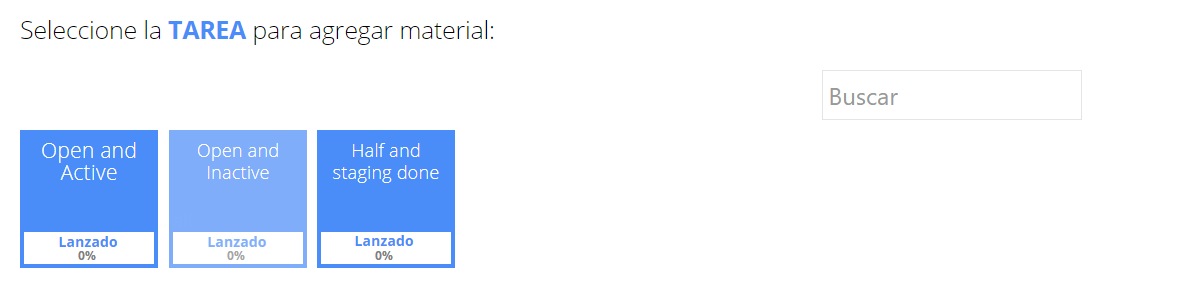 Seleccione la TAREA para agregar material:
Buscar
Open and
Active
Lanzado
0%
Open and
Inactive
Lanzado
0%
Half and
staging done
Lanzado
0%